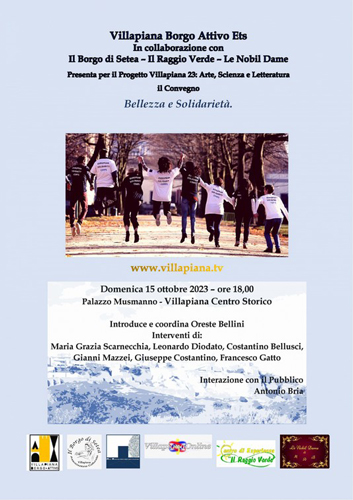 Villapiana Borgo Attivo Ets
In collaborazione con
Il Borgo di Setea – Il Raggio Verde – Le Nobil Dame
Presenta per il Progetto Villapiana 23: Arte, Scienza e Letteratura
il Convegno
Bellezza e Solidarietà.
www.villapiana.tv
Domenica 15 ottobre 2023 – ore 18,00
Palazzo Musmanno - Villapiana Centro Storico
Introduce e coordina Oreste Bellini
Interventi di:
Maria Grazia Scarnecchia, Leonardo Diodato, Costantino Bellusci,
Gianni Mazzei, Giuseppe Costantino, Francesco Gatto
Interazione con il Pubblico
Antonio Bria
VILLAPIANA
Il Borgo di Setea
Villapiana Online
Il Raggio Verde
Le Nobil Dame